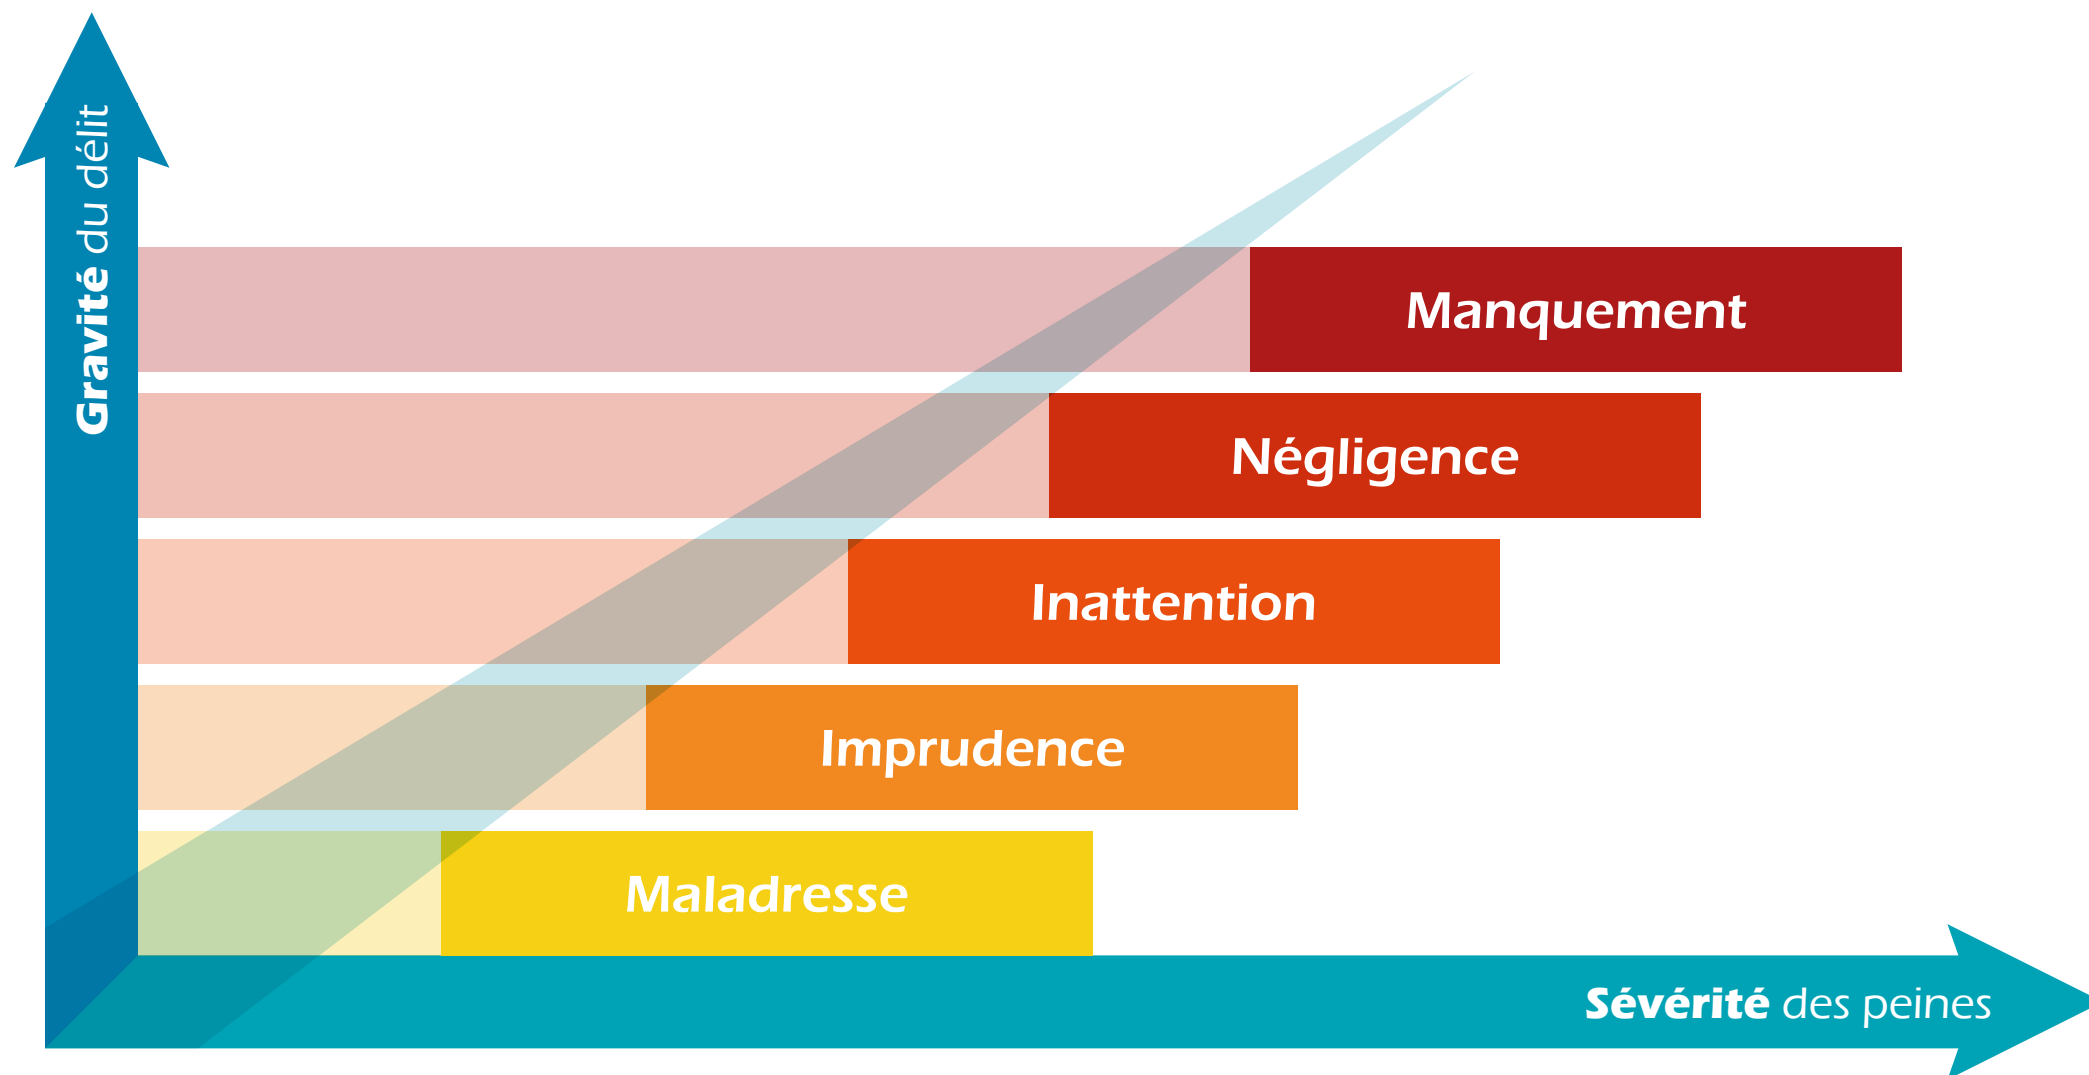 Gravité du délit
Manquement
Négligence
Inattention
Imprudence
Maladresse
Sévérité des peines